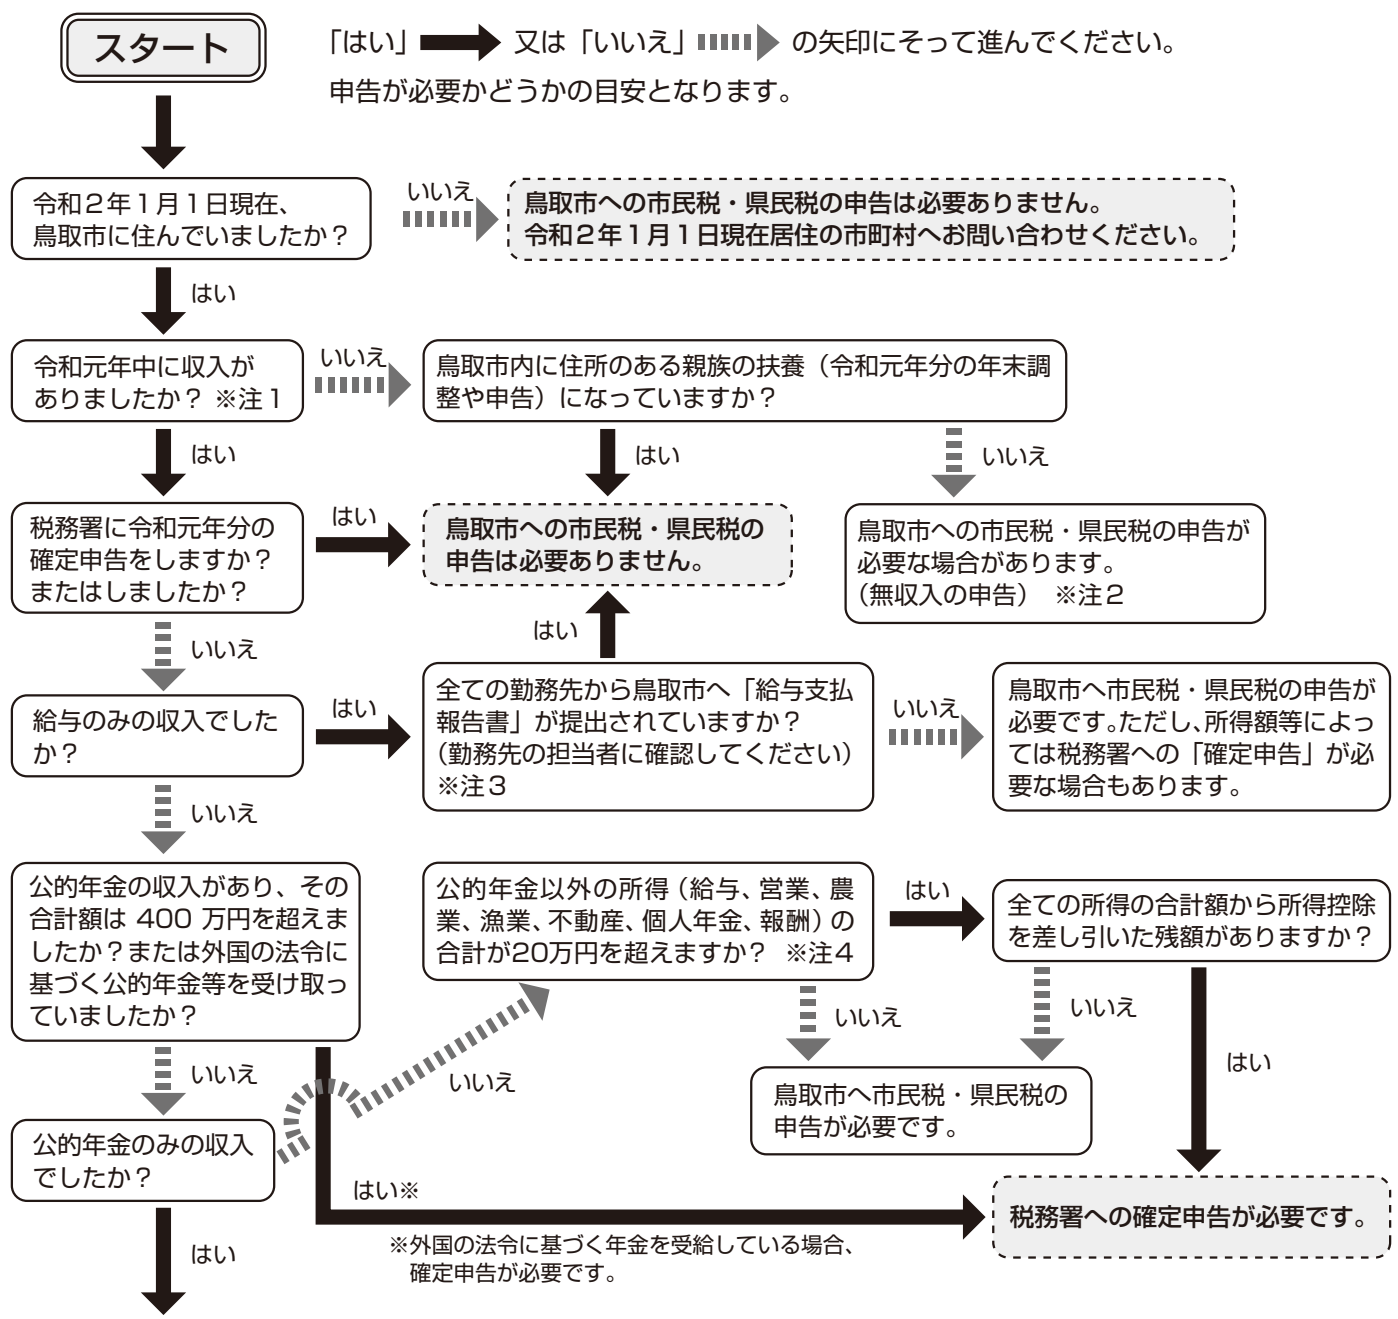 スタート
「はい」 又は「いいえ」 の矢印にそって進んでください。
申告が必要かどうかの目安となります。
令和2年1月1日現在、
鳥取市に住んでいましたか？
いいえ
鳥取市への市民税・県民税の申告は必要ありません。
令和2年1月1日現在居住の市町村へお問い合わせください。
はい
令和元年中に収入が
ありましたか？ ※注1
いいえ
鳥取市内に住所のある親族の扶養（令和元年分の年末調
整や申告）になっていますか？
はい
はい
いいえ
税務署に令和元年分の
確定申告をしますか？
またはしましたか？
はい
鳥取市への市民税・県民税の
申告は必要ありません。
鳥取市への市民税・県民税の申告が
必要な場合があります。
（無収入の申告） ※注2
いいえ
はい
給与のみの収入でした
か？
はい
全ての勤務先から鳥取市へ「給与支払
報告書」が提出されていますか？
（勤務先の担当者に確認してください）
※注3
いいえ
鳥取市へ市民税・県民税の申告が
必要です。ただし、所得額等によっ
ては税務署への「確定申告」が必
要な場合もあります。
いいえ
公的年金の収入があり、その
合計額は 400 万円を超えま
したか？または外国の法令に
基づく公的年金等を受け取っ
ていましたか？
公的年金以外の所得（給与、営業、農
業、漁業、不動産、個人年金、報酬）の
合計が20万円を超えますか？ ※注4
はい
全ての所得の合計額から所得控除
を差し引いた残額がありますか？
いいえ
いいえ
いいえ
いいえ
はい
鳥取市へ市民税・県民税の
申告が必要です。
公的年金のみの収入
でしたか？
はい※
税務署への確定申告が必要です。
※外国の法令に基づく年金を受給している場合、
確定申告が必要です。
はい